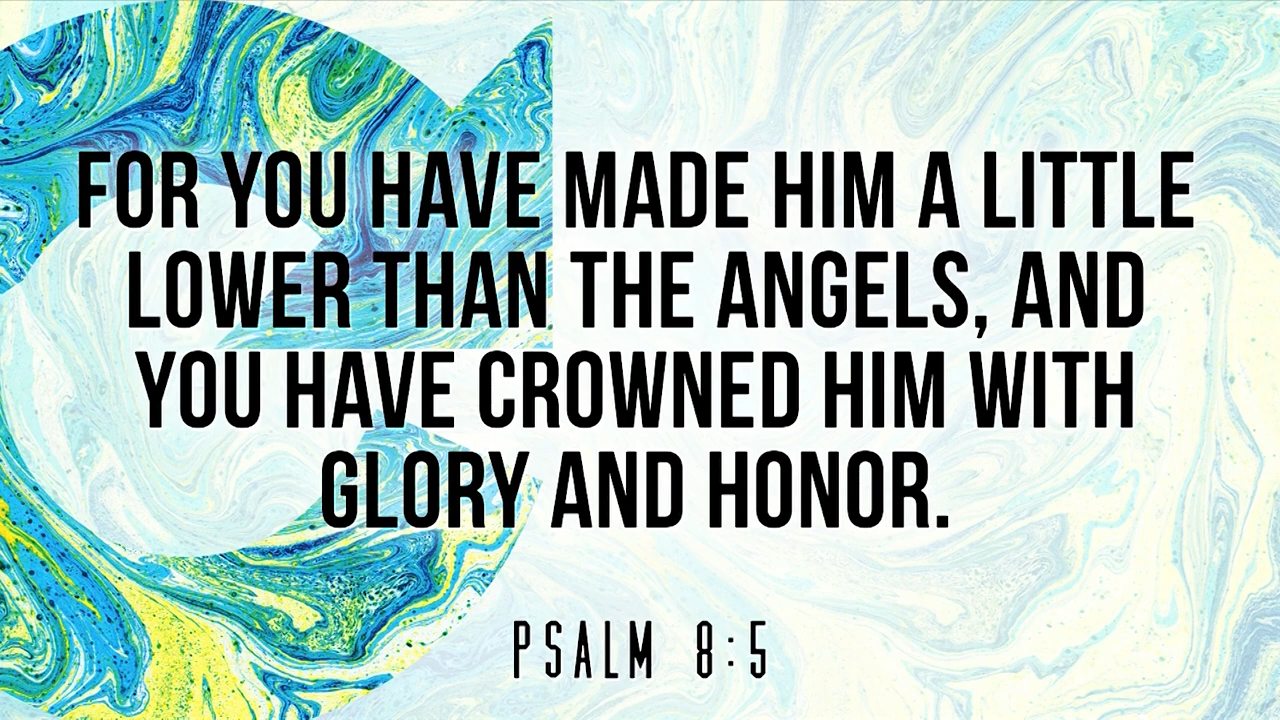 FOR YOU HAVE MADE HIM A LITTLE
LOWER THAN THE ANGELS, AND
YOU HAVE CROWNED HIM WITH
GLORY AND HONOR.
PSALM 8:5